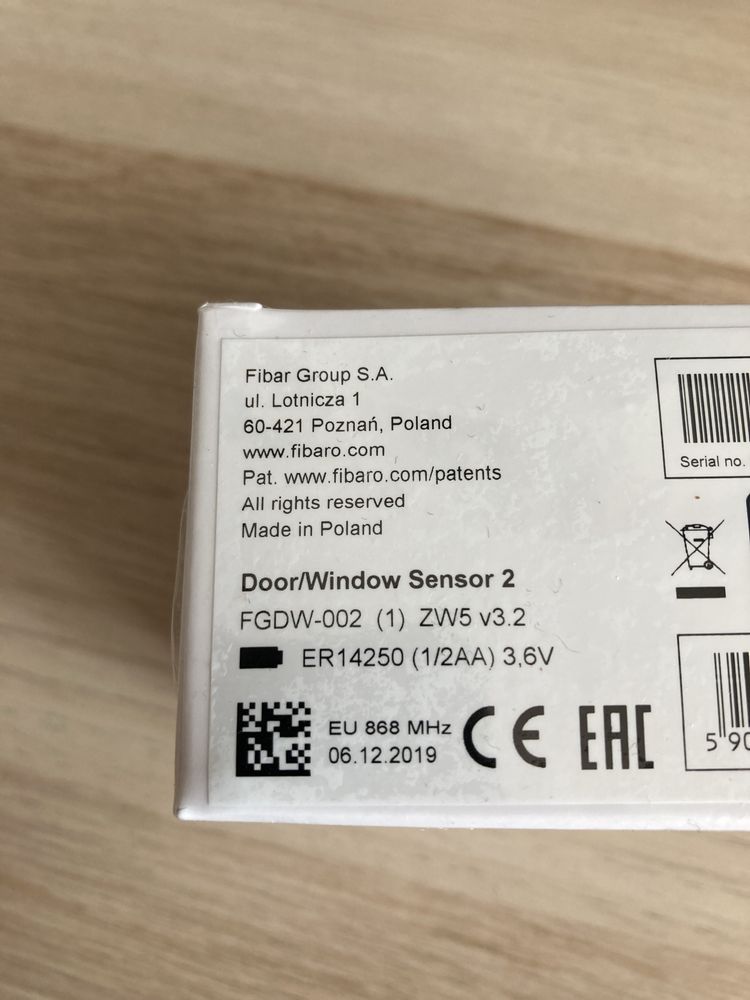 Fibar Group S.A.
ul. Lotnicza 1
60-421 Poznań, Poland
www.fibaro.com
Pat. www.fibaro.com/patents
All rights reserved
Made in Poland
Door/Window Sensor 2
FGDW-002 (1) ZW5 v3.2
ER14250 (1/2AA) 3,6V
EU 868 MHz
06.12.2019
CE EAC
Serial no.
5 90